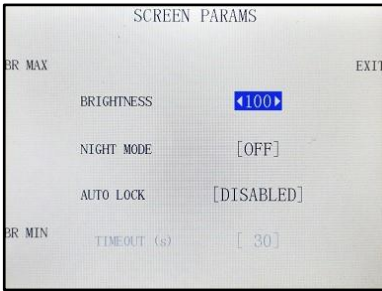 SCREEN PARAMS
BR MAX
EXIT
BRIGHTNESS ◂100▸
NIGHT MODE [OFF]
AUTO LOCK [DISABLED]
BR MIN
TIMEOUT (s) [ 30]